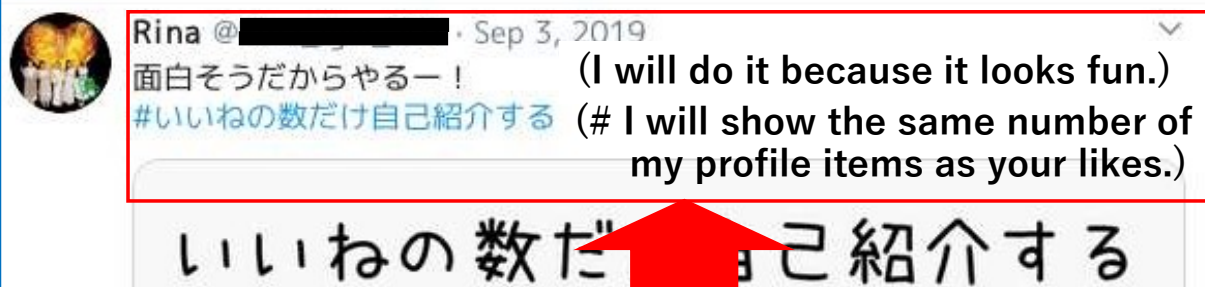 Rina @ · Sep 3, 2019
面白そうだからやるー！
(I will do it because it looks fun.)
#いいねの数だけ自己紹介する
(# I will show the same number of
my profile items as your likes.)
いいねの数だ 自己紹介する